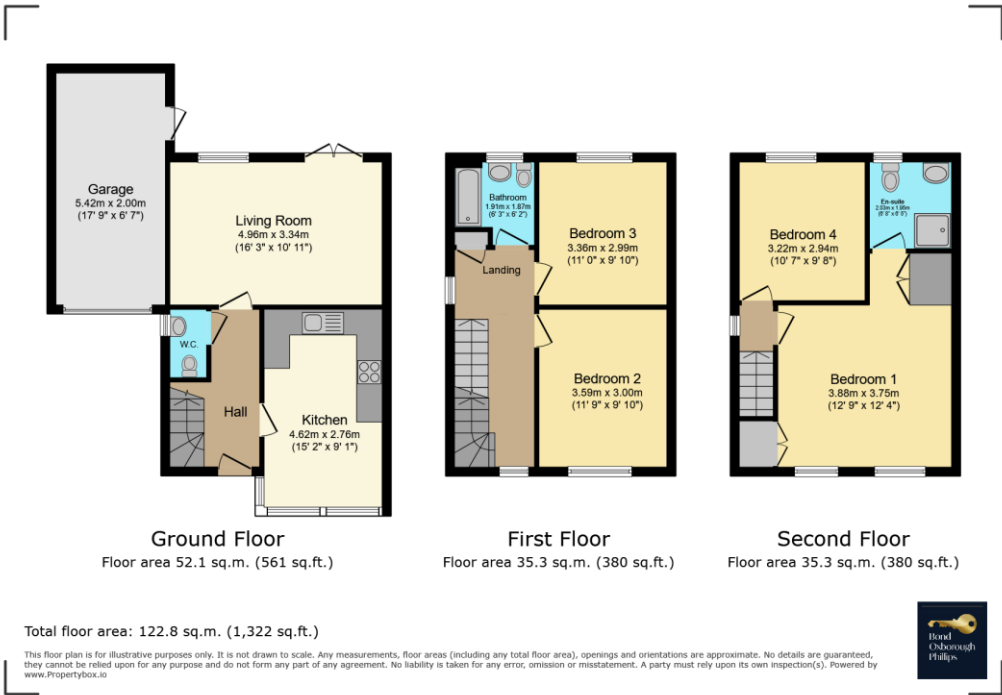 Garage
5.42m x 2.00m
(17' 9" x 6' 7")
Living Room
4.96m x 3.34m
(16' 3" x 10' 11")
W.C.
Hall
Kitchen
4.62m x 2.76m
(15' 2" x 9' 1")
Ground Floor
Floor area 52.1 sq.m. (561 sq.ft.)
Bathroom
1.91m x 1.87m
(6' 3" x 6' 2")
Landing
Bedroom 3
3.36m x 2.99m
(11' 0" x 9' 10")
Bedroom 2
3.59m x 3.00m
(11' 9" x 9' 10")
First Floor
Floor area 35.3 sq.m. (380 sq.ft.)
Bedroom 4
3.22m x 2.94m
(10' 7" x 9' 8")
En-suite
Bedroom 1
3.88m x 3.75m
(12' 9" x 12' 4")
Second Floor
Floor area 35.3 sq.m. (380 sq.ft.)
Total floor area: 122.8 sq.m. (1,322 sq.ft.)
This floor plan is for illustrative purposes only. It is not drawn to scale. Any measurements, floor areas (including any total floor area), openings and orientations are approximate. No details are guaranteed,
they cannot be relied upon for any purpose and do not form any part of any agreement. No liability is taken for any error, omission or misstatement. A party must rely upon its own inspection(s). Powered by
www.Propertybox.io
Bond
Oxborough
Phillips